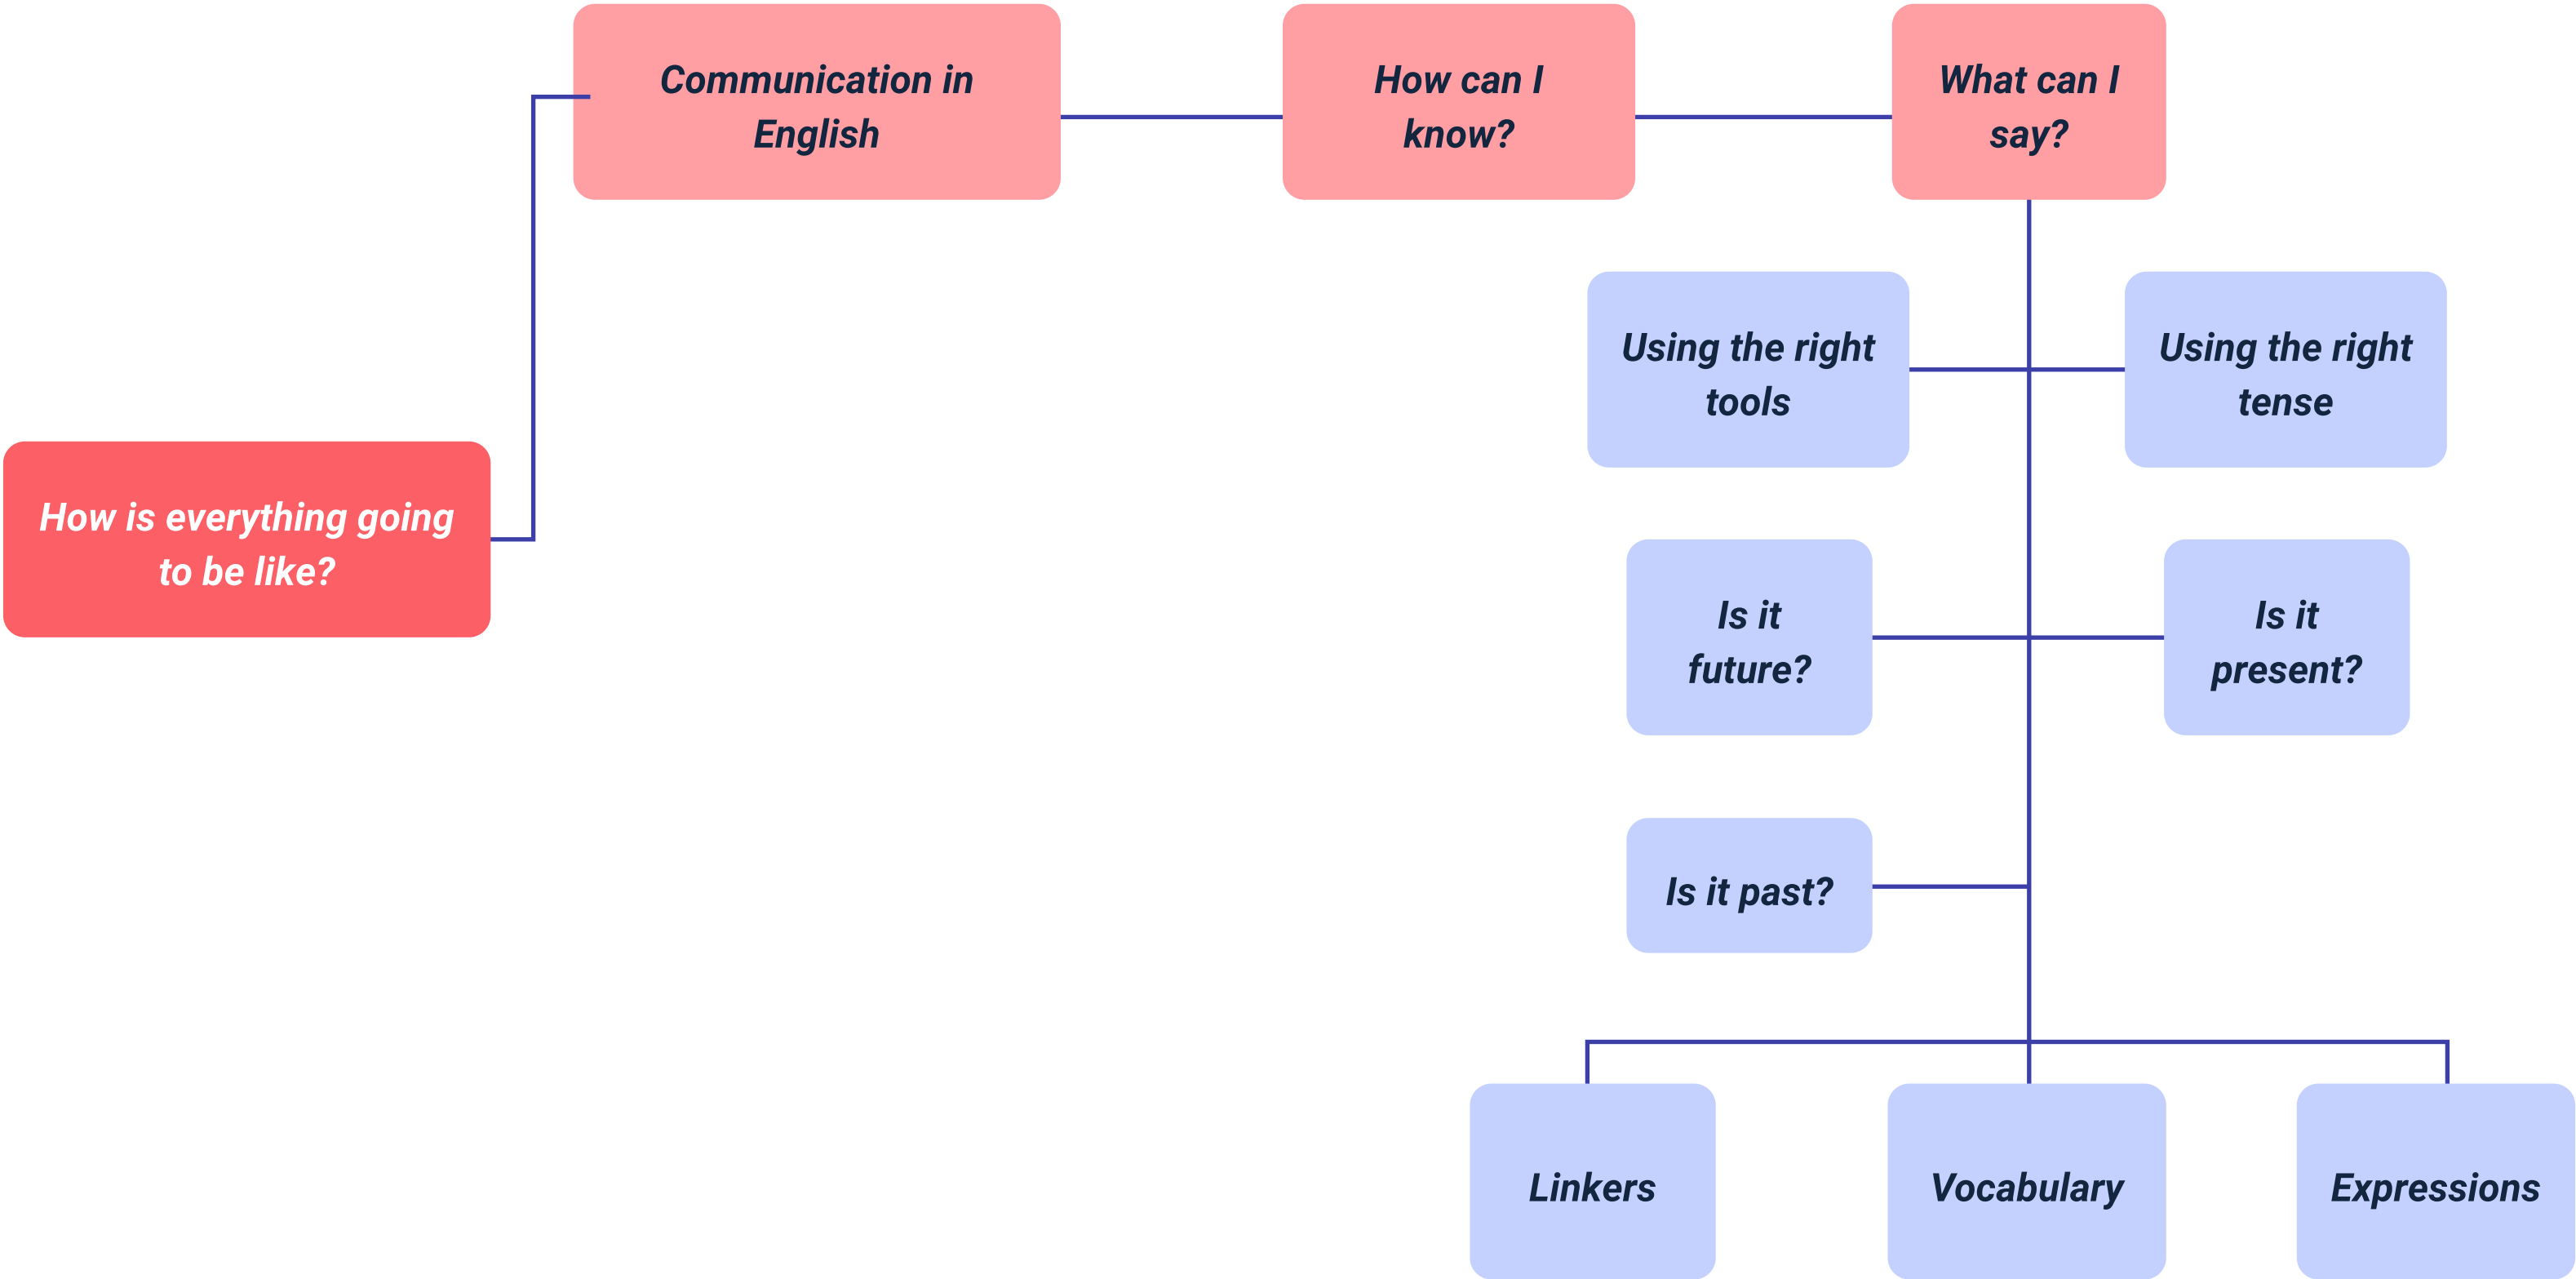 Communication in
English
How can I
know?
What can I
say?
Using the right
tools
Using the right
tense
How is everything going
to be like?
Is it
future?
Is it
present?
Is it past?
Linkers
Vocabulary
Expressions